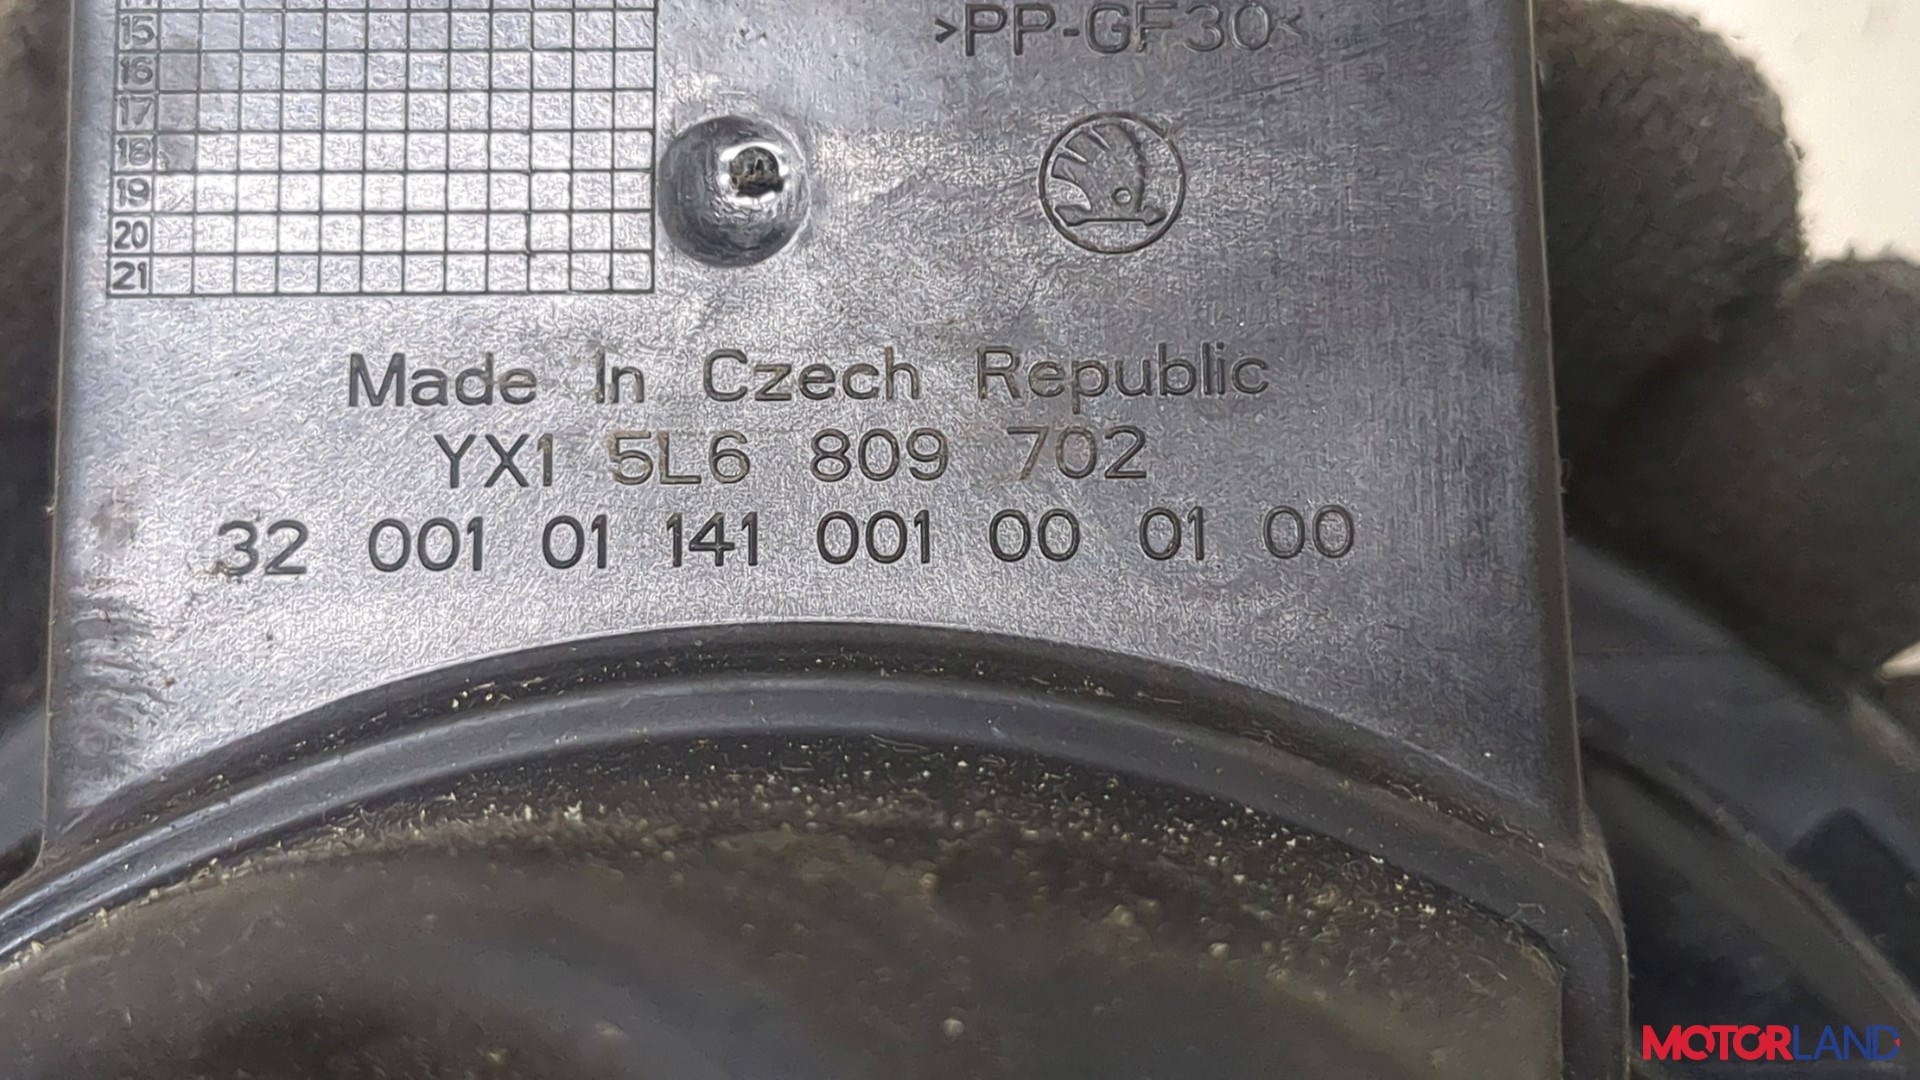 >PP-GF30<
15
16
17
18
19
20
21
Made In Czech Republic
YX1 5L6 809 702
32 001 01 141 001 00 01 00
MOTORLAND